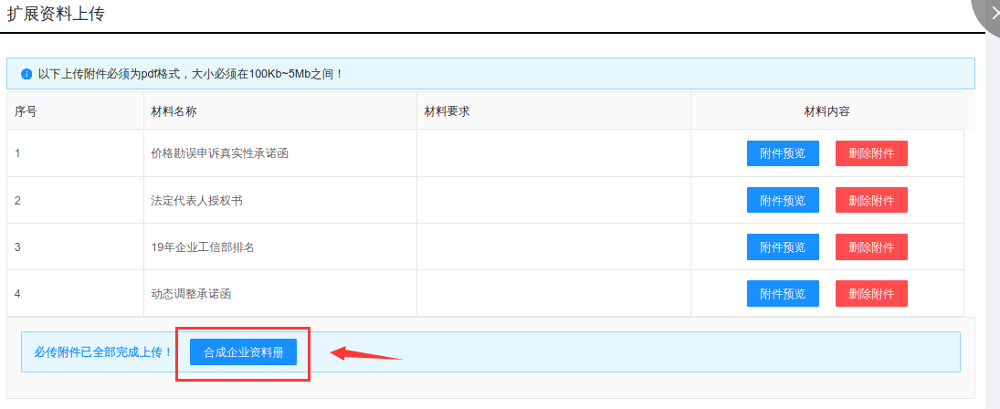 扩展资料上传
以下上传附件必须为pdf格式，大小必须在100Kb~5Mb之间！
序号 材料名称 材料要求 材料内容
1 价格勘误申诉真实性承诺函 附件预览 删除附件
2 法定代表人授权书 附件预览 删除附件
3 19年企业工信部排名 附件预览 删除附件
4 动态调整承诺函 附件预览 删除附件
必传附件已全部完成上传！ 合成企业资料册